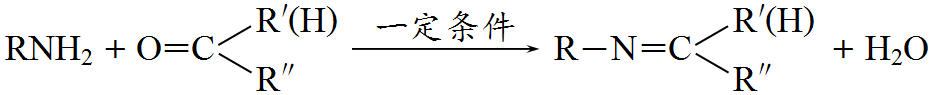 R′(H) R′(H)
RNH₂ + O=C 一定条件 R−N=C + H₂O
R″ R″